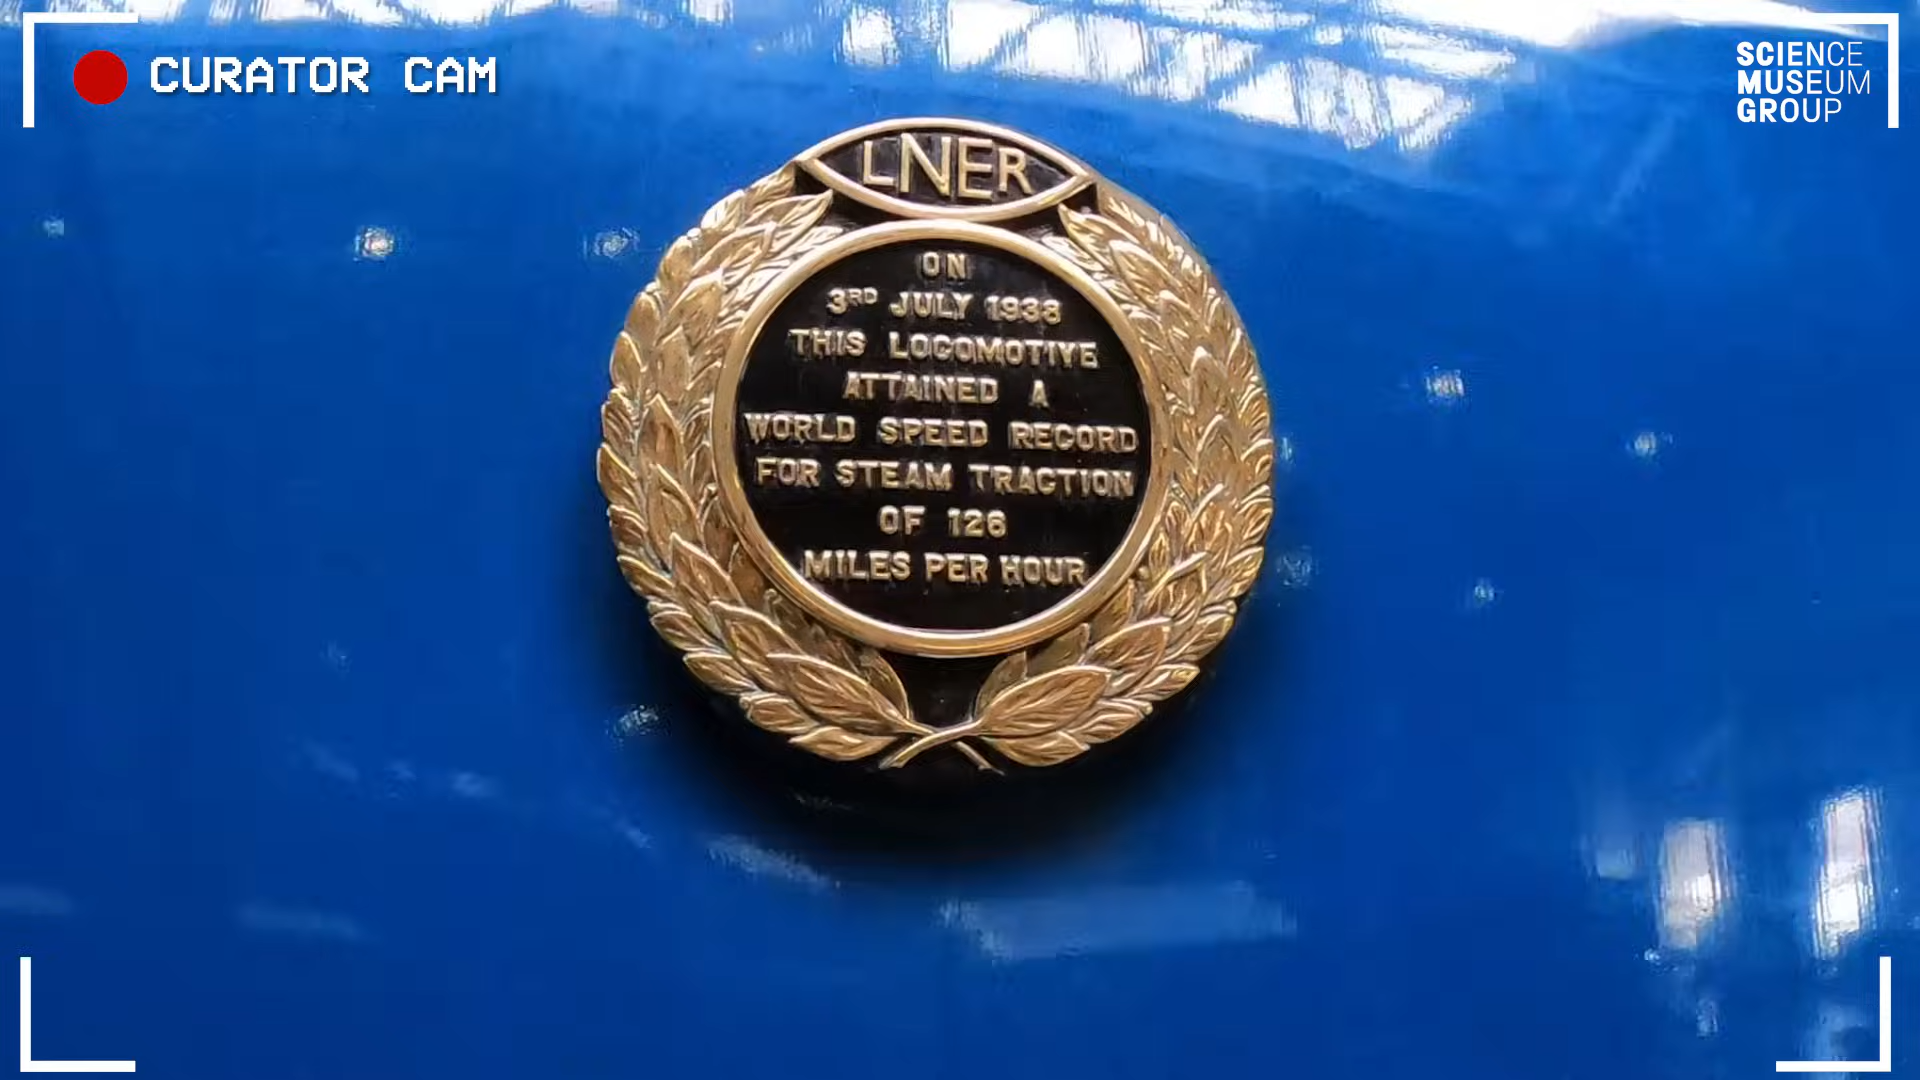 CURATOR CAM
SCIENCE
MUSEUM
GROUP
LNER
ON
3RD JULY 1938
THIS LOCOMOTIVE
ATTAINED A
WORLD SPEED RECORD
FOR STEAM TRACTION
OF 126
MILES PER HOUR